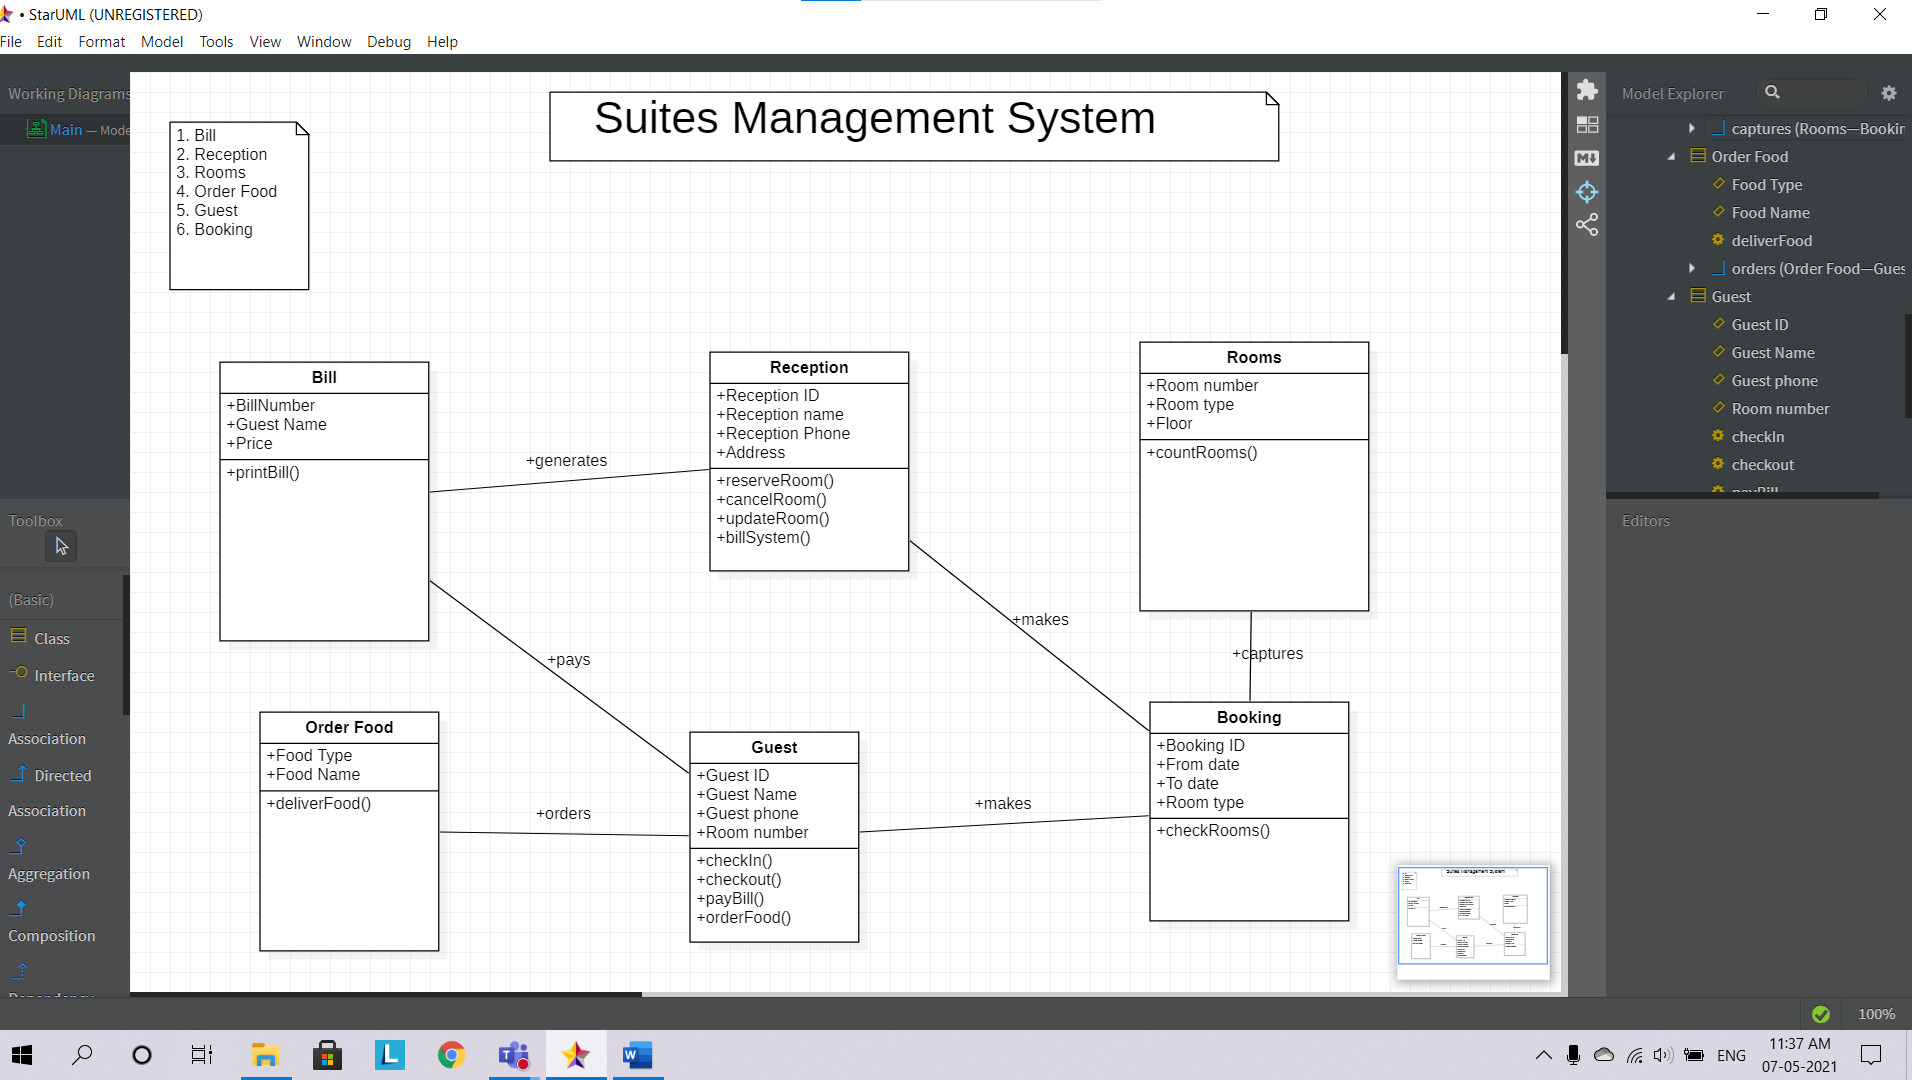 • StarUML (UNREGISTERED)
File Edit Format Model Tools View Window Debug Help
Working Diagrams
Main — Mode
Toolbox
(Basic)
Class
Interface
Association
Directed
Association
Aggregation
Composition
Dependency
Suites Management System
1. Bill
2. Reception
3. Rooms
4. Order Food
5. Guest
6. Booking
Bill
+BillNumber
+Guest Name
+Price
+printBill()
+generates
Reception
+Reception ID
+Reception name
+Reception Phone
+Address
+reserveRoom()
+cancelRoom()
+updateRoom()
+billSystem()
Rooms
+Room number
+Room type
+Floor
+countRooms()
+makes
+captures
+pays
Order Food
+Food Type
+Food Name
+deliverFood()
+orders
Guest
+Guest ID
+Guest Name
+Guest phone
+Room number
+checkIn()
+checkout()
+payBill()
+orderFood()
+makes
Booking
+Booking ID
+From date
+To date
+Room type
+checkRooms()
Suites Management System
Model Explorer
captures (Rooms—Bookin
Order Food
Food Type
Food Name
deliverFood
orders (Order Food—Gues
Guest
Guest ID
Guest Name
Guest phone
Room number
checkIn
checkout
payBill
Editors
100%
ENG
11:37 AM
07-05-2021